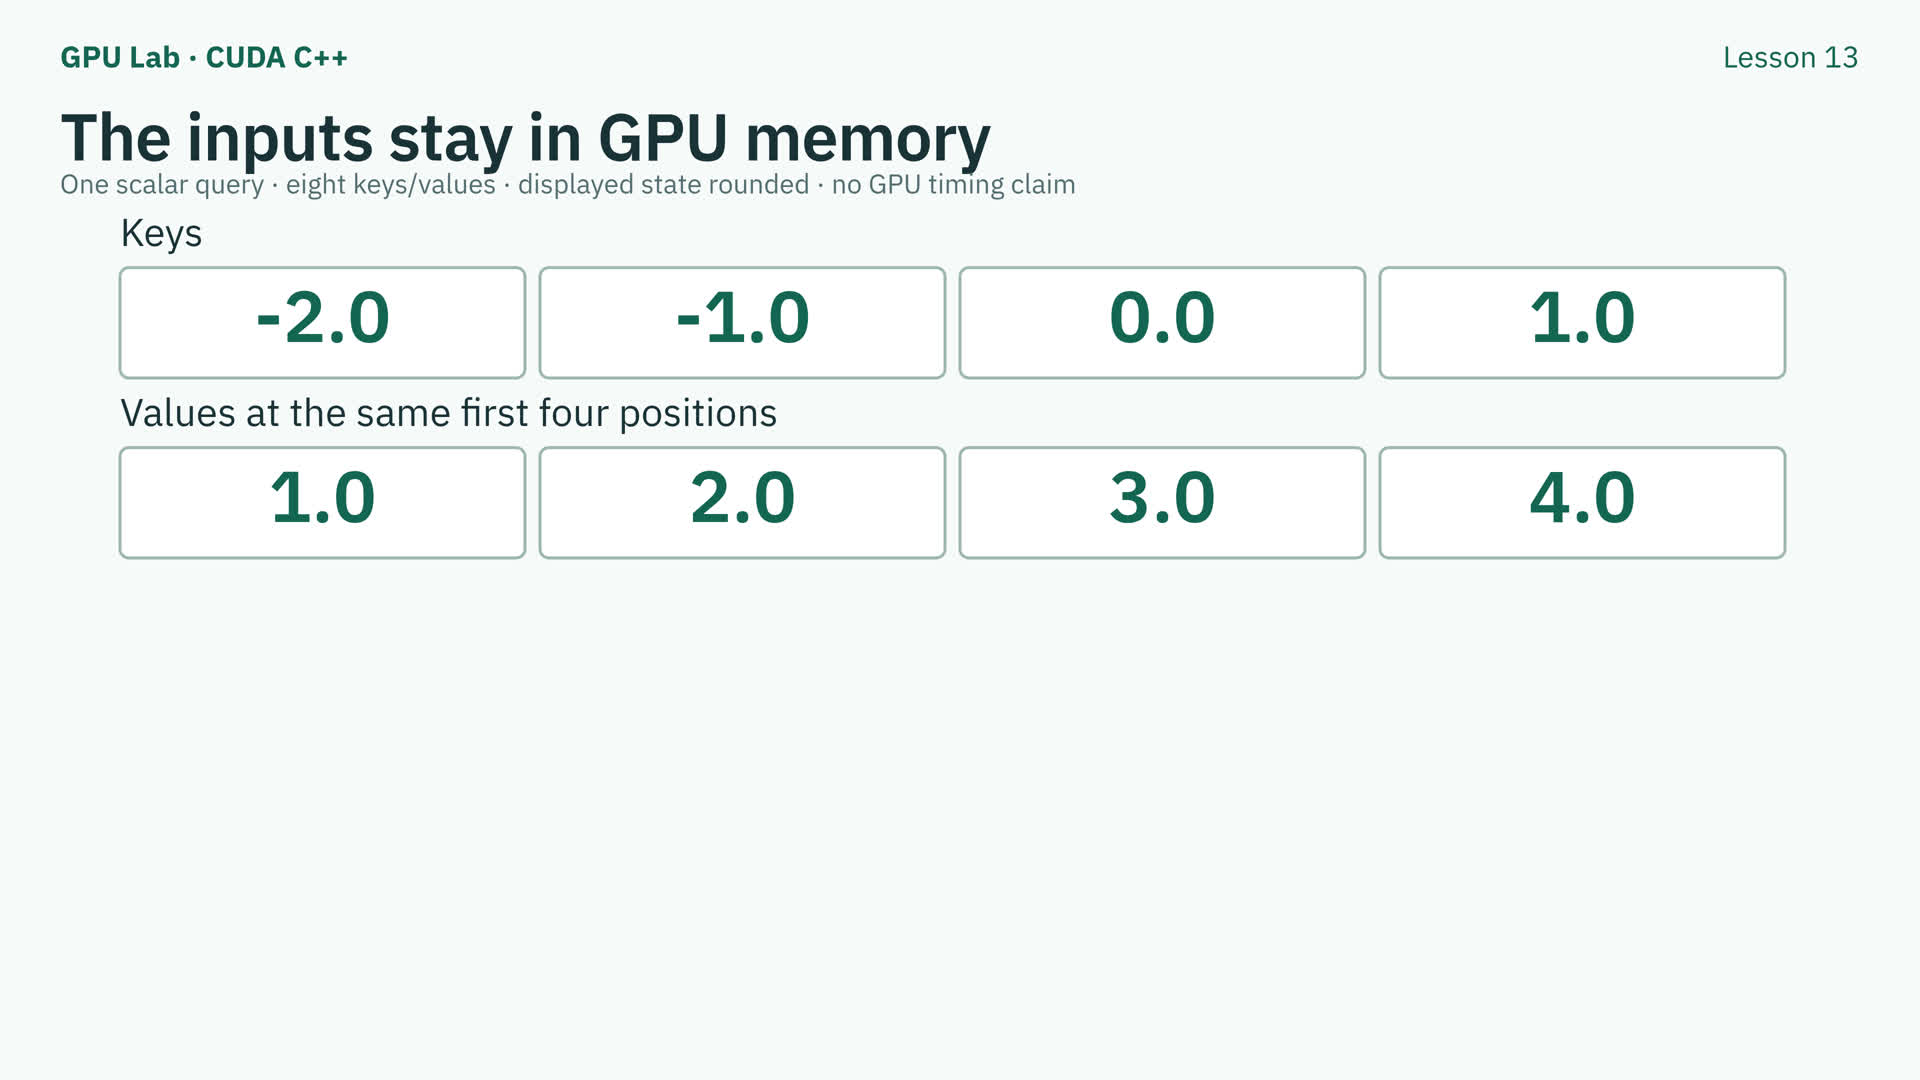 GPU Lab · CUDA C++
Lesson 13
The inputs stay in GPU memory
One scalar query · eight keys/values · displayed state rounded · no GPU timing claim
Keys
-2.0 -1.0 0.0 1.0
Values at the same first four positions
1.0 2.0 3.0 4.0